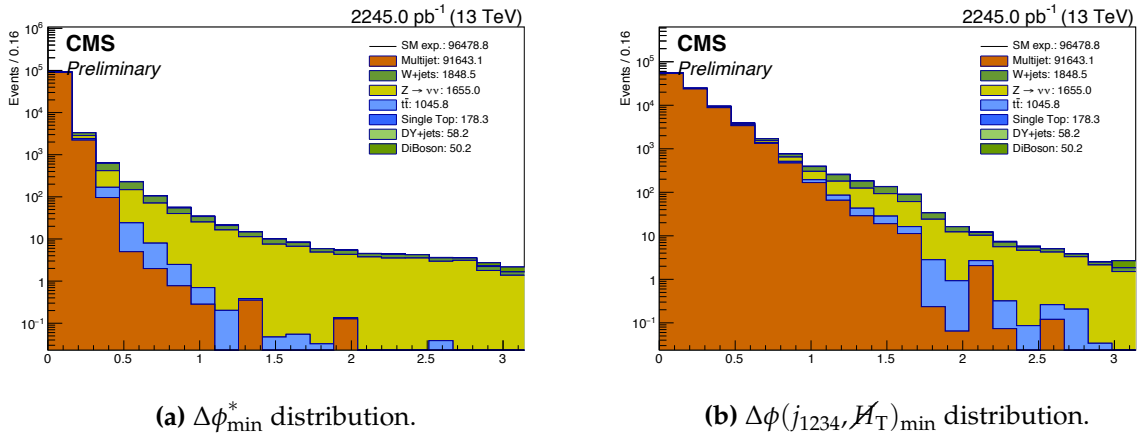 2245.0 pb⁻¹ (13 TeV)
CMS
Preliminary
Events / 0.16
10⁶
10⁵
10⁴
10³
10²
10
1
10⁻¹
SM exp.: 96478.8
Multijet: 91643.1
W+jets: 1848.5
Z → νν: 1655.0
tt̄: 1045.8
Single Top: 178.3
DY+jets: 58.2
DiBoson: 50.2
0 0.5 1 1.5 2 2.5 3
(a) Δϕ*min distribution.
2245.0 pb⁻¹ (13 TeV)
CMS
Preliminary
Events / 0.16
10⁶
10⁵
10⁴
10³
10²
10
1
10⁻¹
SM exp.: 96478.8
Multijet: 91643.1
W+jets: 1848.5
Z → νν: 1655.0
tt̄: 1045.8
Single Top: 178.3
DY+jets: 58.2
DiBoson: 50.2
0 0.5 1 1.5 2 2.5 3
(b) Δϕ(j1234, H̸T)min distribution.